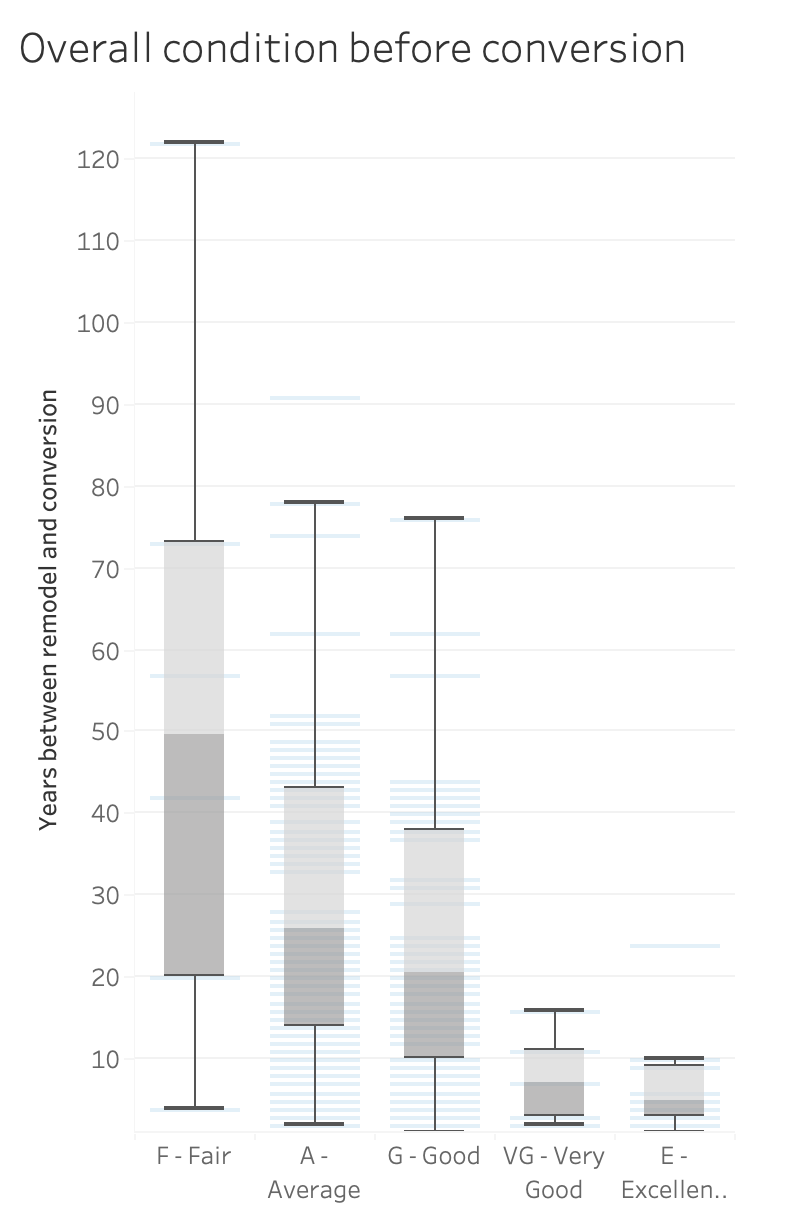 Overall condition before conversion
Years between remodel and conversion
120
110
100
90
80
70
60
50
40
30
20
10
F - Fair
A -
Average
G - Good
VG - Very
Good
E -
Excellen..